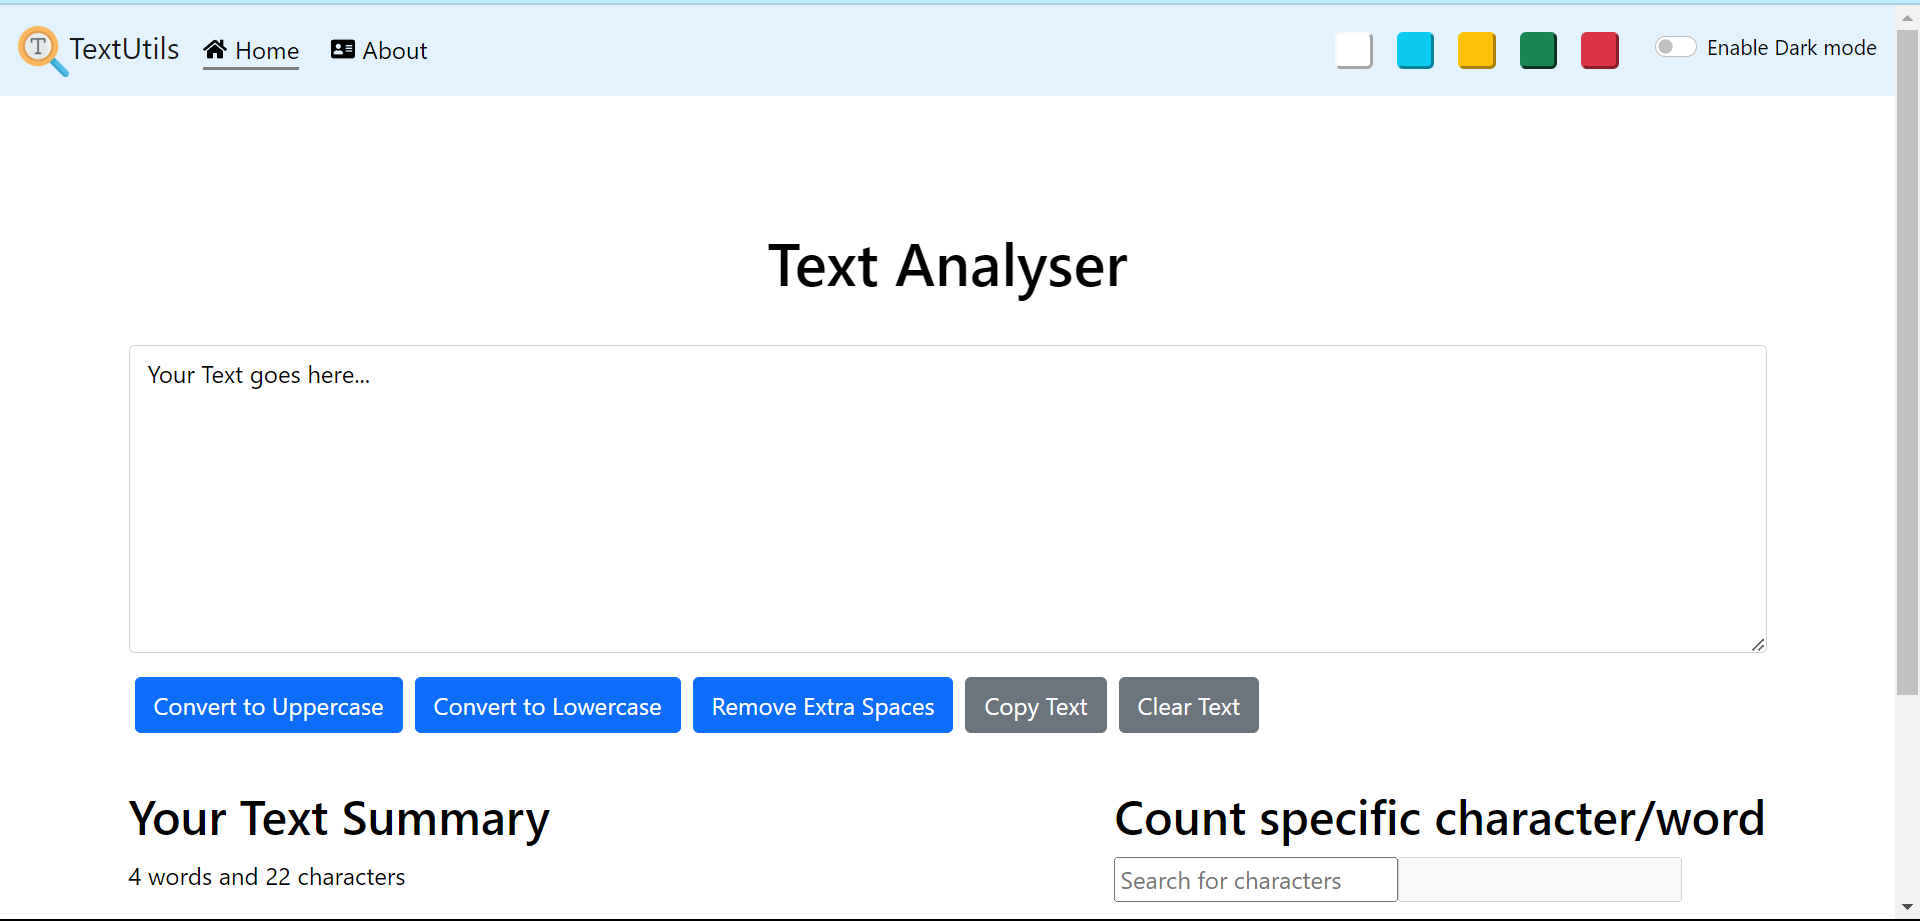 T TextUtils Home About Enable Dark mode
Text Analyser
Your Text goes here...
Convert to Uppercase Convert to Lowercase Remove Extra Spaces Copy Text Clear Text
Your Text Summary
4 words and 22 characters
Count specific character/word
Search for characters